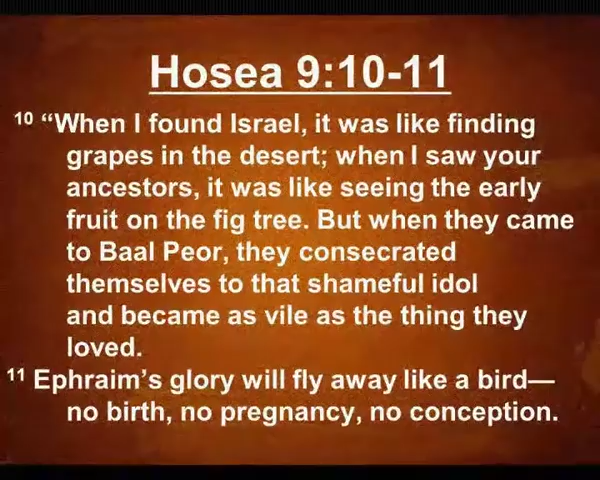 Hosea 9:10-11
10 “When I found Israel, it was like finding
grapes in the desert; when I saw your
ancestors, it was like seeing the early
fruit on the fig tree. But when they came
to Baal Peor, they consecrated
themselves to that shameful idol
and became as vile as the thing they
loved.
11 Ephraim’s glory will fly away like a bird—
no birth, no pregnancy, no conception.